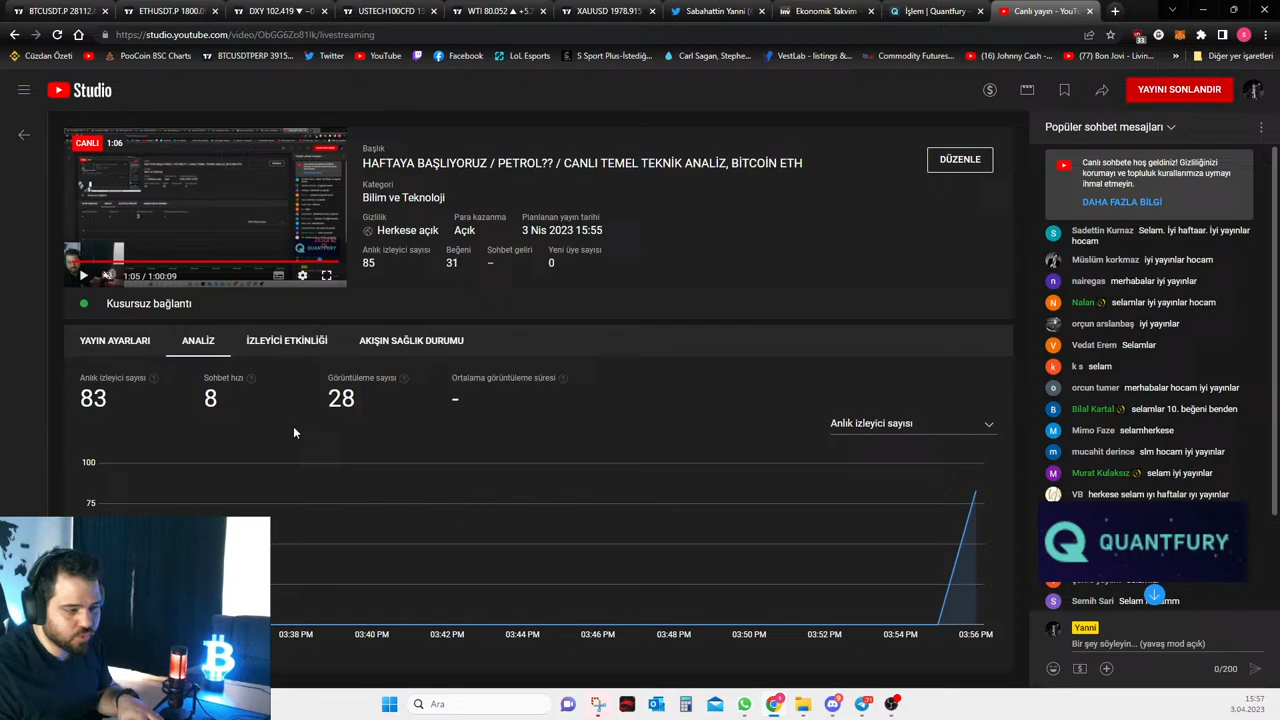 BTCUSDT.P 28112.
ETHUSDT.P 1800.0
DXY 102.419 ▼ −0
USTECH100CFD 13
WTI 80.052 ▲ +5.7
XAUUSD 1978.915
Sabahattin Yanni (
Ekonomik Takvim
İşlem | Quantfury
Canlı yayın - YouTu
studio.youtube.com/video/ObGG6Zo81Ik/livestreaming
Cüzdan Özeti
PooCoin BSC Charts
BTCUSDTPERP 3915...
Twitter
YouTube
Facebook
LoL Esports
S Sport Plus-İstediğ...
Carl Sagan, Stephe...
Vestlab - listings &...
Commodity Futures...
(16) Johnny Cash -...
(77) Bon Jovi - Livin...
Diğer yer işaretleri
Studio
YAYINI SONLANDIR
CANLI 1:06
1:05 / 1:00:09
Başlık
HAFTAYA BAŞLIYORUZ / PETROL?? / CANLI TEMEL TEKNİK ANALİZ, BITCOIN ETH
DÜZENLE
Kategori
Bilim ve Teknoloji
Gizlilik Para kazanma Planlanan yayın tarihi
Herkese açık Açık 3 Nis 2023 15:55
Anlık izleyici sayısı Beğeni Sohbet geliri Yeni üye sayısı
85 31 – 0
Kusursuz bağlantı
YAYIN AYARLARI ANALİZ İZLEYİCİ ETKİNLİĞİ AKIŞIN SAĞLIK DURUMU
Anlık izleyici sayısı Sohbet hızı Görüntüleme sayısı Ortalama görüntüleme süresi
83 8 28 -
Anlık izleyici sayısı
100
75
03:38 PM 03:40 PM 03:42 PM 03:44 PM 03:46 PM 03:48 PM 03:50 PM 03:52 PM 03:54 PM 03:56 PM
Popüler sohbet mesajları
Canlı sohbete hoş geldiniz! Gizliliğinizi
korumayı ve topluluk kurallarımıza uymayı
ihmal etmeyin.
DAHA FAZLA BİLGİ
Sadettin Kurnaz Selam. İyi haftaır. İyi yayınlar
hocam
Müslüm korkmaz iyi yayınlar hocam
nairegas merhabalar iyi yayınlar
Nalan selamlar iyi yayınlar hocam
orçun arslanbaş iyi yayınlar
Vedat Erem Selamlar
k s selam
orcun tumer merhabalar hocam iyi yayınlar
Bilal Kartal selamlar 10. beğeni benden
Mimo Faze selamherkese
mucahit derince slm hocam iyi yayınlar
Murat Kulaksız selam iyi yayınlar
VB herkese selam ıyı haftalar ıyı yayınlar
QUANTFURY
Semih Sari
Yanni
Bir şey söyleyin... (yavaş mod açık)
0/200
Ara
15:57
3.04.2023